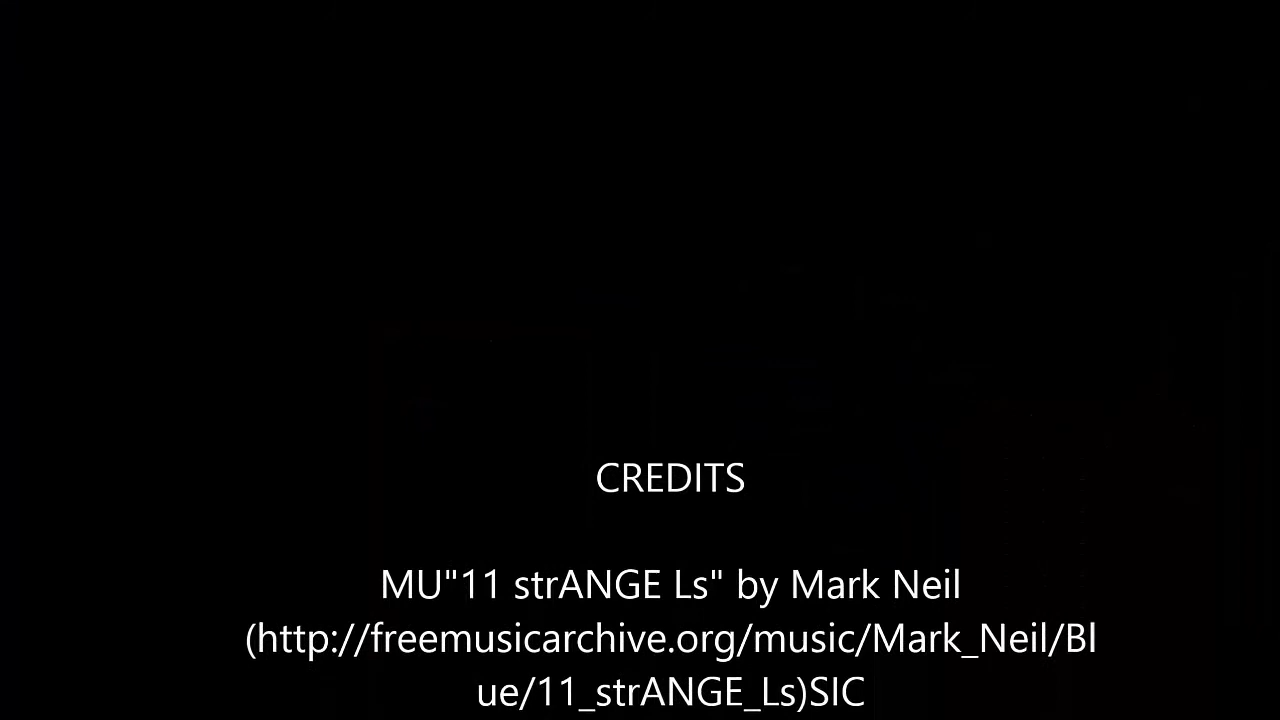 CREDITS
MU"11 strANGE Ls" by Mark Neil
(http://freemusicarchive.org/music/Mark_Neil/Bl
ue/11_strANGE_Ls)SIC